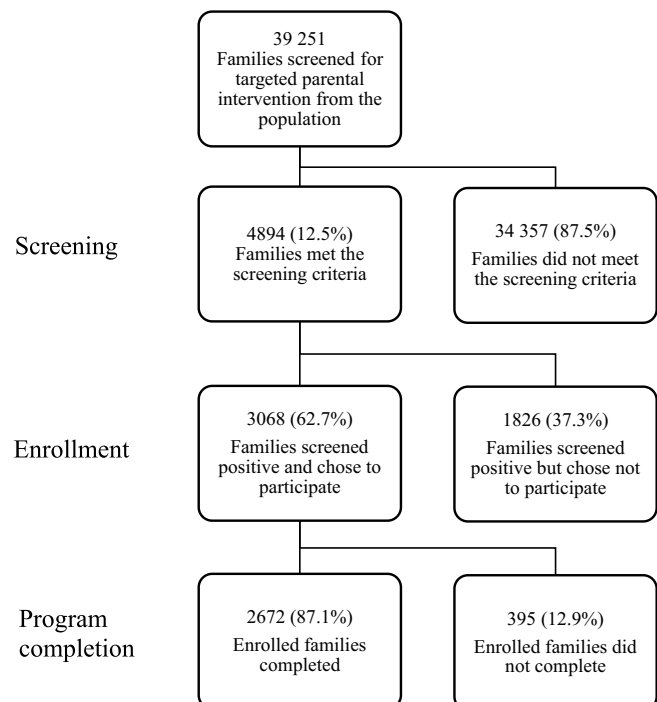 39 251
Families screened for
targeted parental
intervention from the
population
Screening
4894 (12.5%)
Families met the
screening criteria
34 357 (87.5%)
Families did not meet
the screening criteria
Enrollment
3068 (62.7%)
Families screened
positive and chose to
participate
1826 (37.3%)
Families screened
positive but chose not
to participate
Program
completion
2672 (87.1%)
Enrolled families
completed
395 (12.9%)
Enrolled families did
not complete